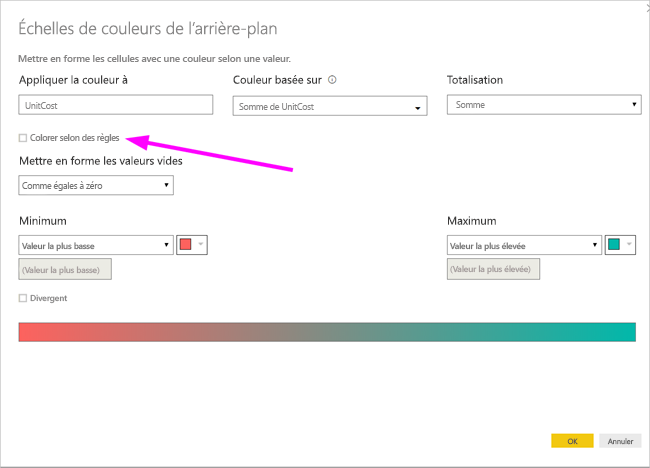 Échelles de couleurs de l'arrière-plan
Mettre en forme les cellules avec une couleur selon une valeur.
Appliquer la couleur à
Couleur basée sur
Totalisation
UnitCost
Somme de UnitCost
Somme
Colorer selon des règles
Mettre en forme les valeurs vides
Comme égales à zéro
Minimum
Maximum
Valeur la plus basse
Valeur la plus élevée
(Valeur la plus basse)
(Valeur la plus élevée)
Divergent
OK
Annuler